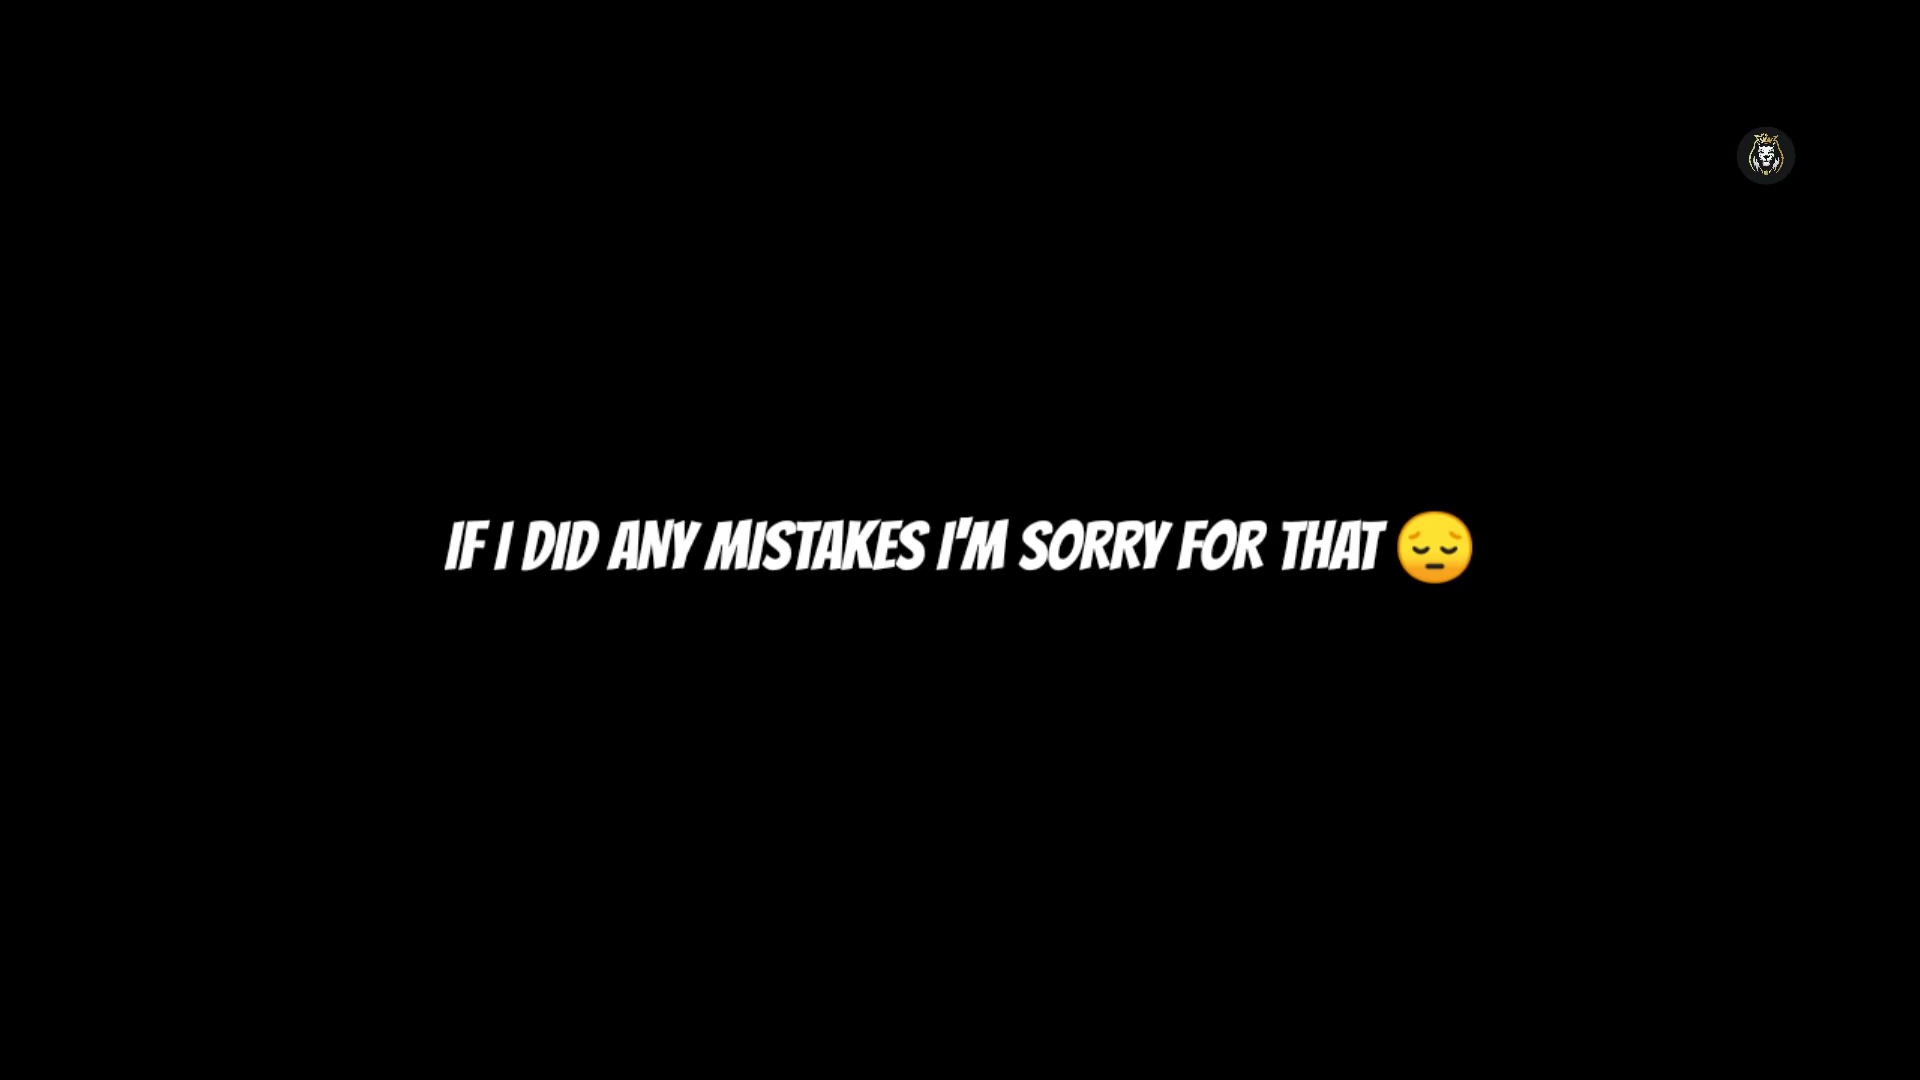 IF I DID ANY MISTAKES I'M SORRY FOR THAT 😔